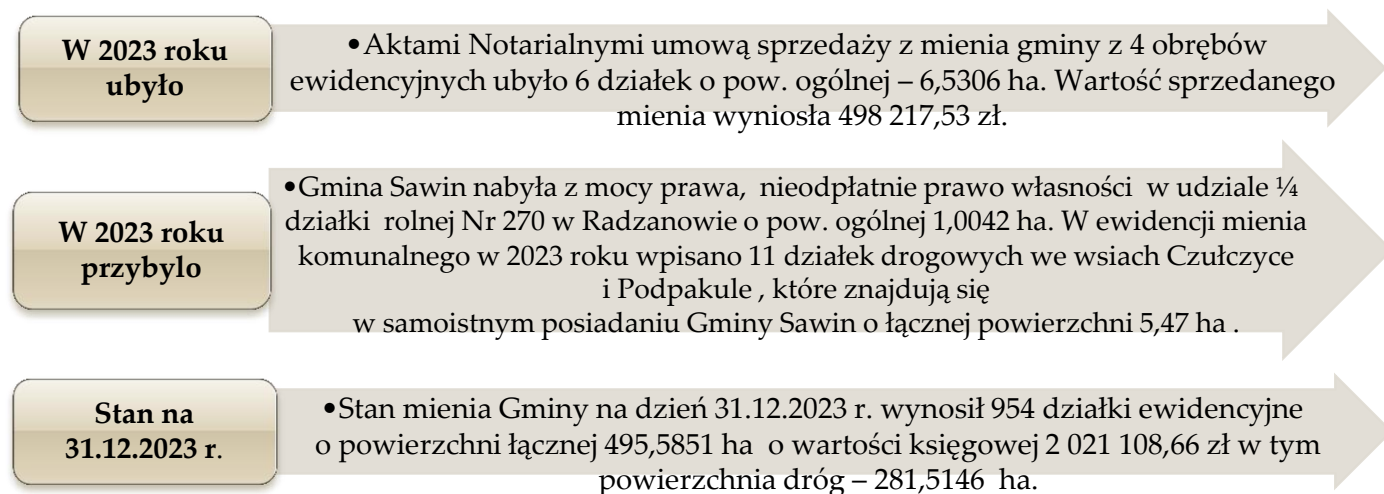 W 2023 roku
ubyło
•Aktami Notarialnymi umową sprzedaży z mienia gminy z 4 obrębów
ewidencyjnych ubyło 6 działek o pow. ogólnej – 6,5306 ha. Wartość sprzedanego
mienia wyniosła 498 217,53 zł.
W 2023 roku
przybylo
•Gmina Sawin nabyła z mocy prawa, nieodpłatnie prawo własności w udziale ¼
działki rolnej Nr 270 w Radzanowie o pow. ogólnej 1,0042 ha. W ewidencji mienia
komunalnego w 2023 roku wpisano 11 działek drogowych we wsiach Czułczyce
i Podpakule , które znajdują się
w samoistnym posiadaniu Gminy Sawin o łącznej powierzchni 5,47 ha .
Stan na
31.12.2023 r.
•Stan mienia Gminy na dzień 31.12.2023 r. wynosił 954 działki ewidencyjne
o powierzchni łącznej 495,5851 ha o wartości księgowej 2 021 108,66 zł w tym
powierzchnia dróg – 281,5146 ha.